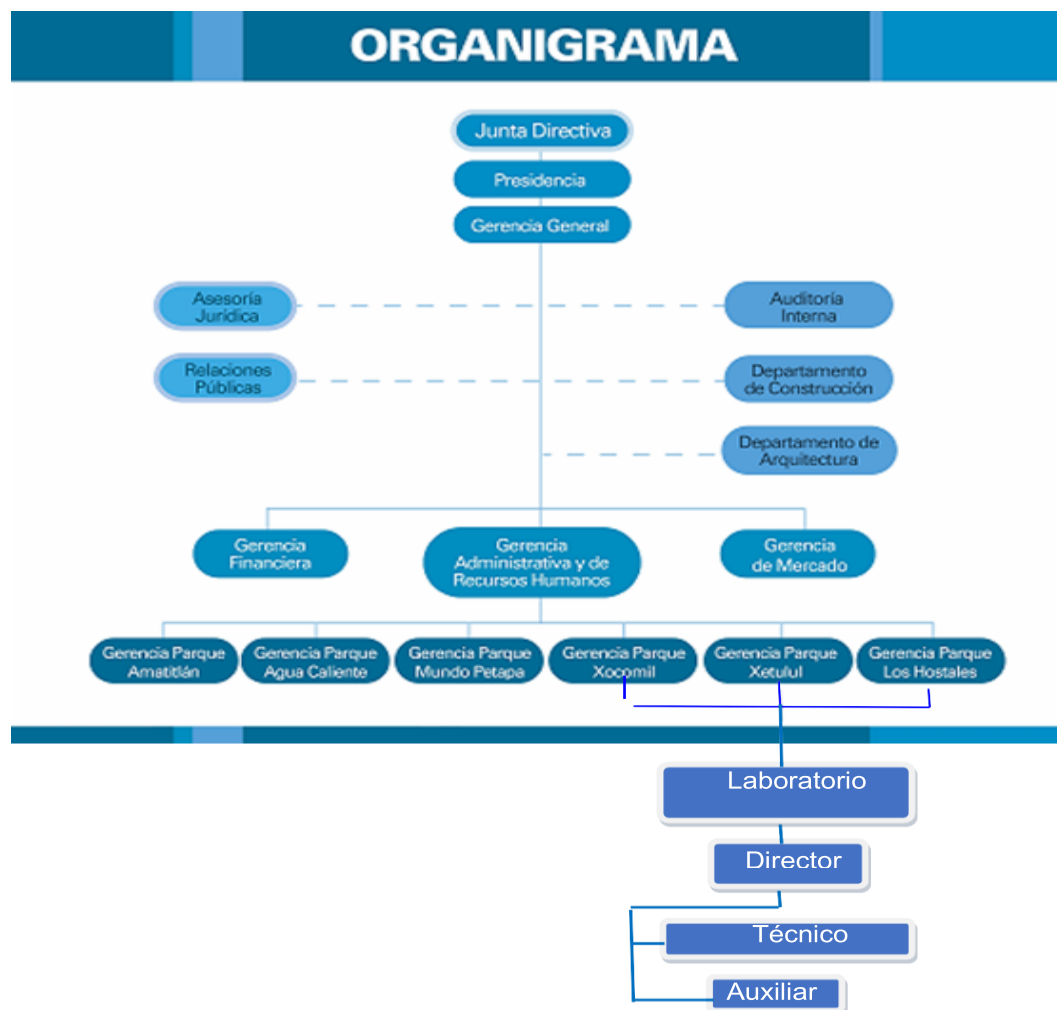 ORGANIGRAMA
Junta Directiva
Presidencia
Gerencia General
Asesoría
Jurídica
Auditoría
Interna
Relaciones
Públicas
Departamento
de Construcción
Departamento de
Arquitectura
Gerencia
Financiera
Gerencia
Administrativa y de
Recursos Humanos
Gerencia
de Mercado
Gerencia Parque
Amatitlán
Gerencia Parque
Agua Caliente
Gerencia Parque
Mundo Petapa
Gerencia Parque
Xocomil
Gerencia Parque
Xetulul
Gerencia Parque
Los Hostales
Laboratorio
Director
Técnico
Auxiliar